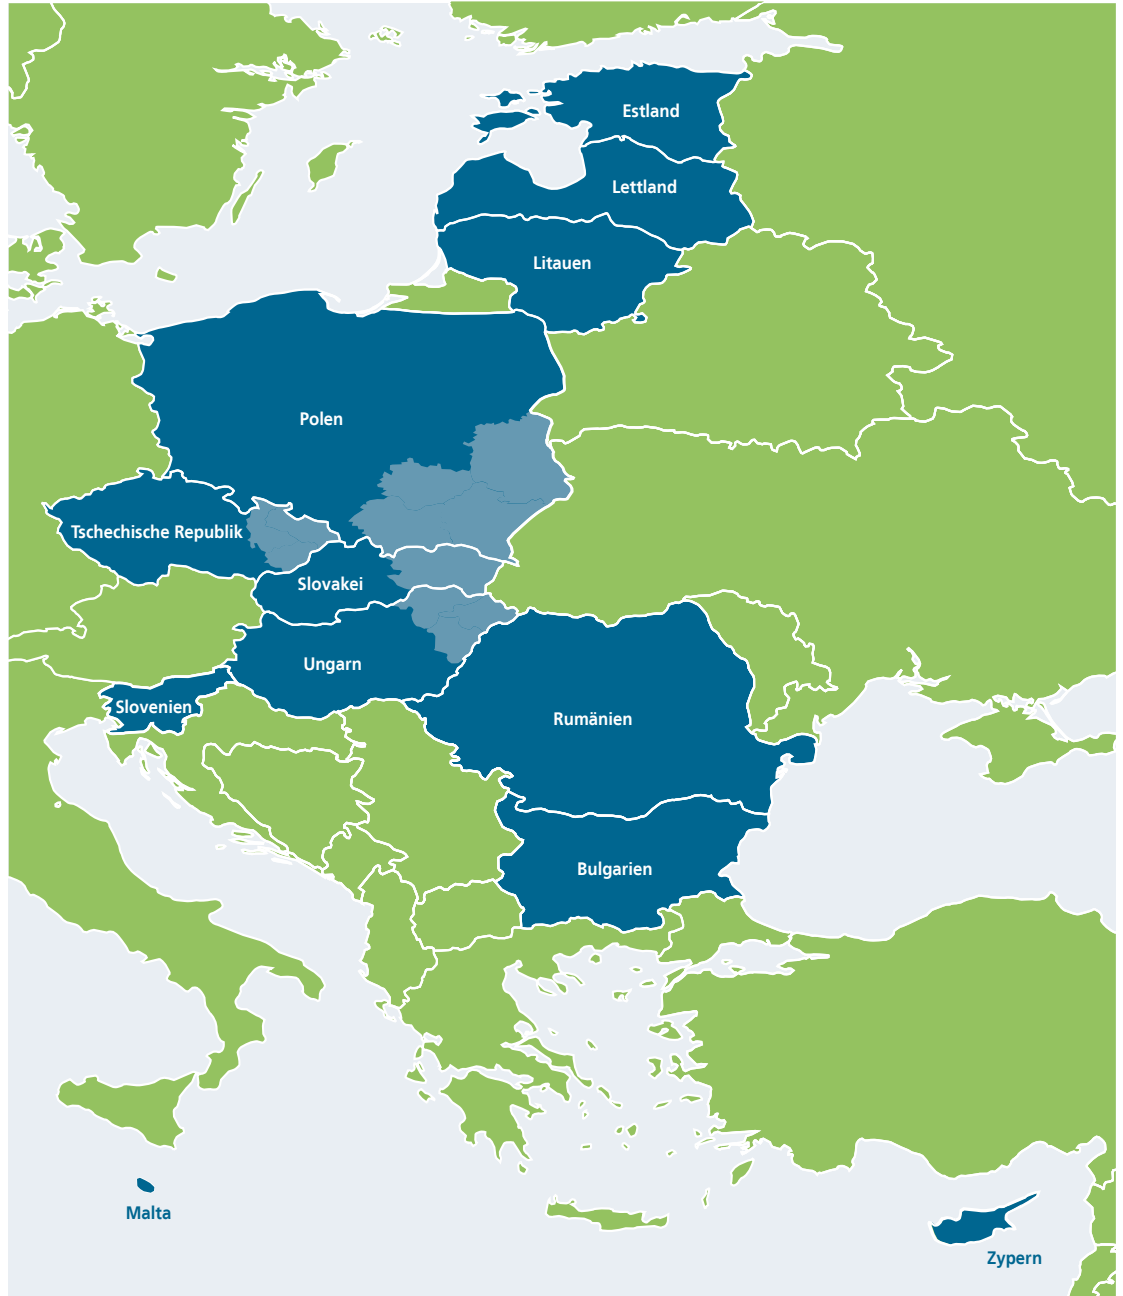 Estland
Lettland
Litauen
Polen
Tschechische Republik
Slovakei
Ungarn
Slovenien
Rumänien
Bulgarien
Malta
Zypern